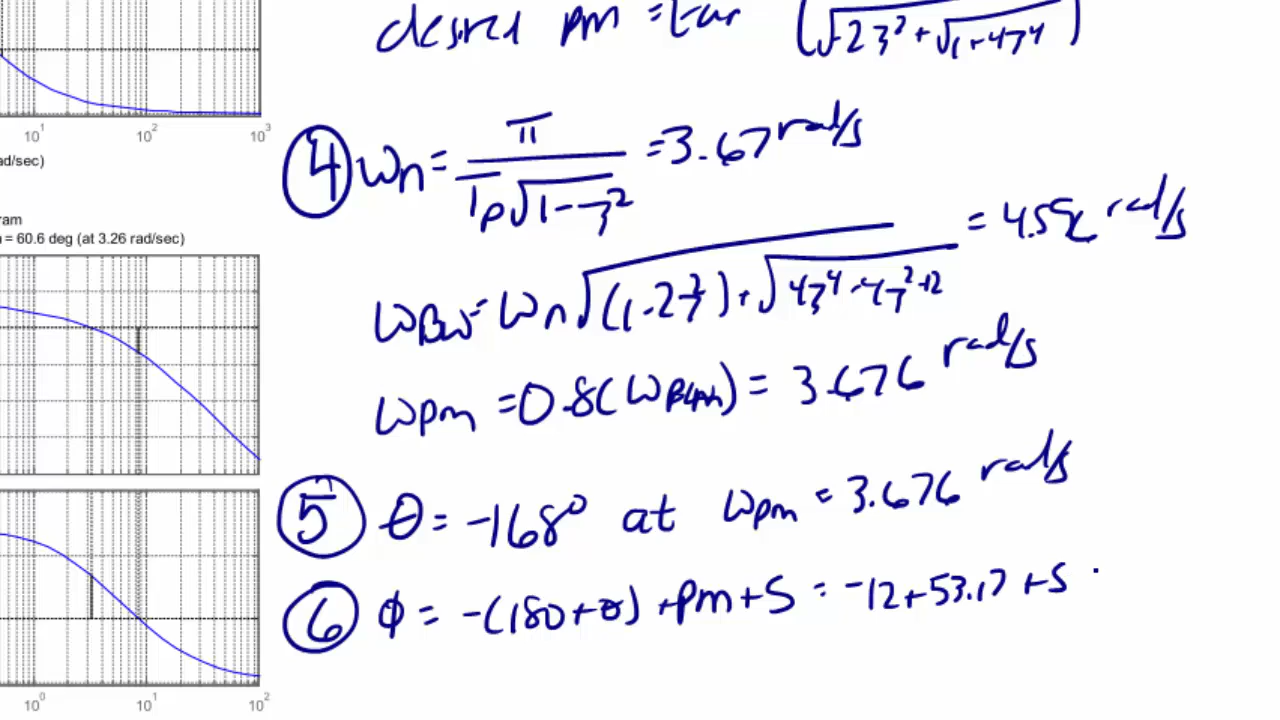 desired pm = tan (√-2ζ² + √1+4ζ⁴)
10¹ 10² 10³
ad/sec)
④ ωn = π / Tp√1-ζ² = 3.67 rad/s
ram
= 60.6 deg (at 3.26 rad/sec)
ωBW = ωn √(1-2ζ²) + √4ζ⁴-4ζ²+2 = rad/s
ωpm = 0.8( ) = 3.676 rad/s
⑤ θ = -168° at ωpm = 3.676 rad/s
⑥ φ = -(180+θ) + pm + 5 = -12 + 53.17 + 5
10⁰ 10¹ 10²